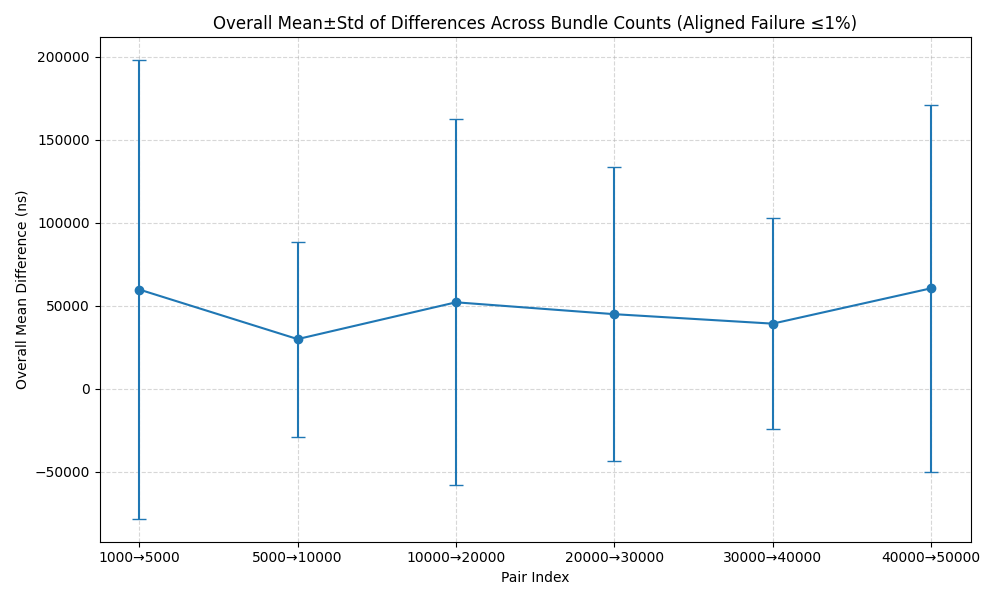 Overall Mean±Std of Differences Across Bundle Counts (Aligned Failure ≤1%)
Overall Mean Difference (ns)
200000
150000
100000
50000
0
−50000
1000→5000 5000→10000 10000→20000 20000→30000 30000→40000 40000→50000
Pair Index